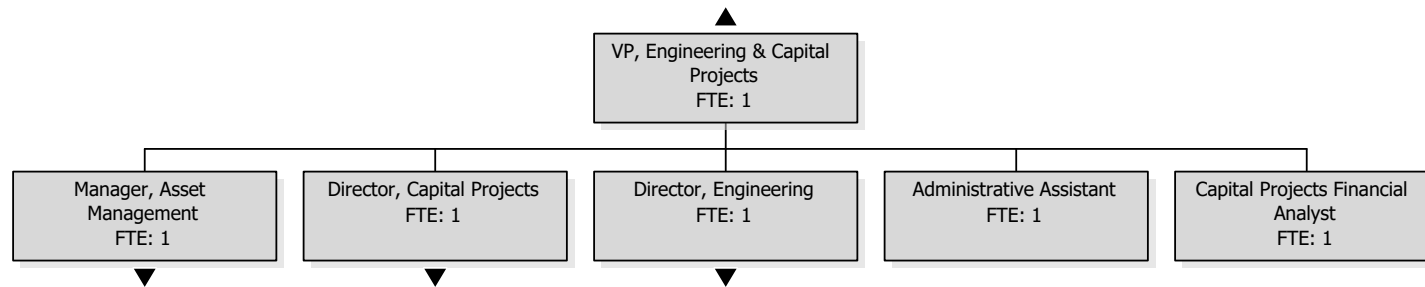 VP, Engineering & Capital
Projects
FTE: 1
Manager, Asset
Management
FTE: 1
Director, Capital Projects
FTE: 1
Director, Engineering
FTE: 1
Administrative Assistant
FTE: 1
Capital Projects Financial
Analyst
FTE: 1